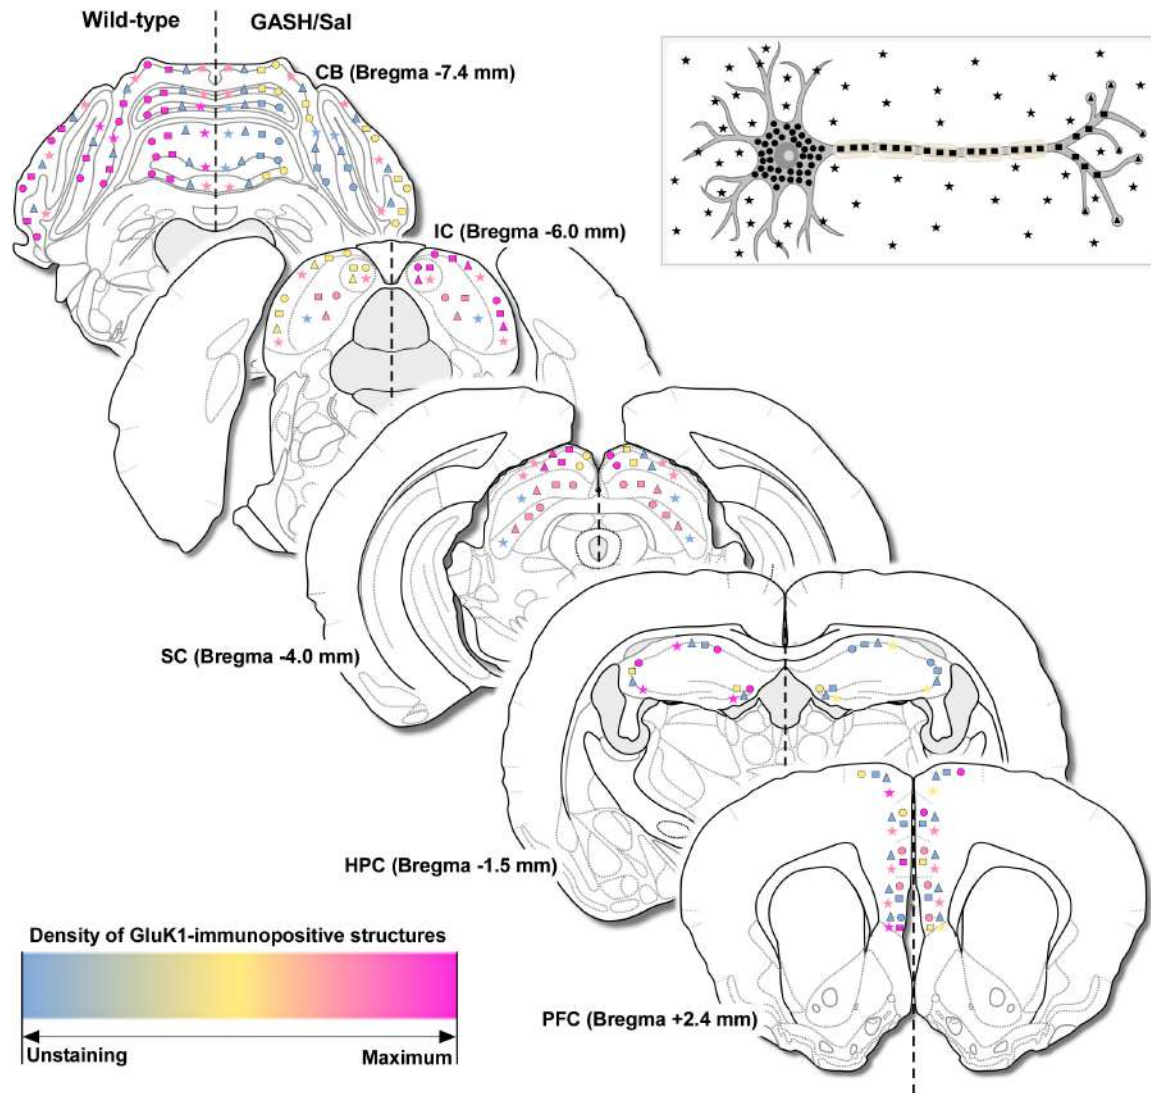 Wild-type
GASH/Sal
CB (Bregma -7.4 mm)
IC (Bregma -6.0 mm)
SC (Bregma -4.0 mm)
HPC (Bregma -1.5 mm)
PFC (Bregma +2.4 mm)
Density of GluK1-immunopositive structures
Unstaining
Maximum